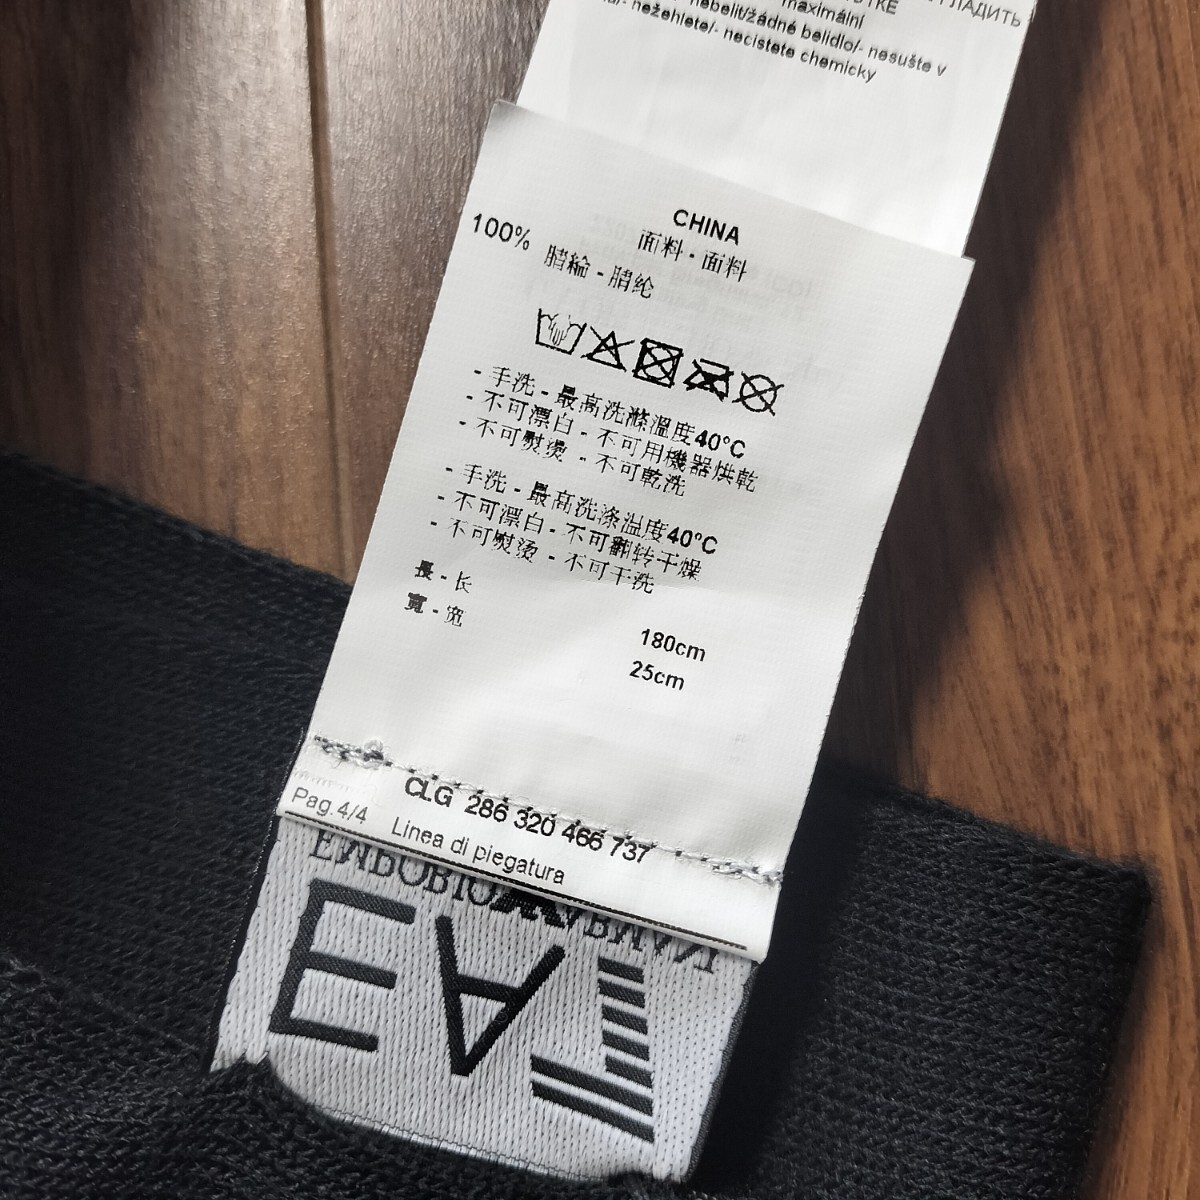 ГЛАДИТЬ
maximální
nebelit/žádné belidlo/- nesušte v
nežehlete/- necistete chemicky
CHINA
面料 - 面料
100% 腈綸 - 腈纶
- 手洗 - 最高洗滌溫度40°C
- 不可漂白 - 不可用機器烘乾
- 不可熨燙 - 不可乾洗
- 手洗 - 最高洗涤温度40°C
- 不可漂白 - 不可翻转干燥
- 不可熨烫 - 不可干洗
長 - 长 180cm
寬 - 宽 25cm
CLG 286 320 466 737
Pag.4/4 Linea di piegatura
EMPORIO ARMANI
EA7